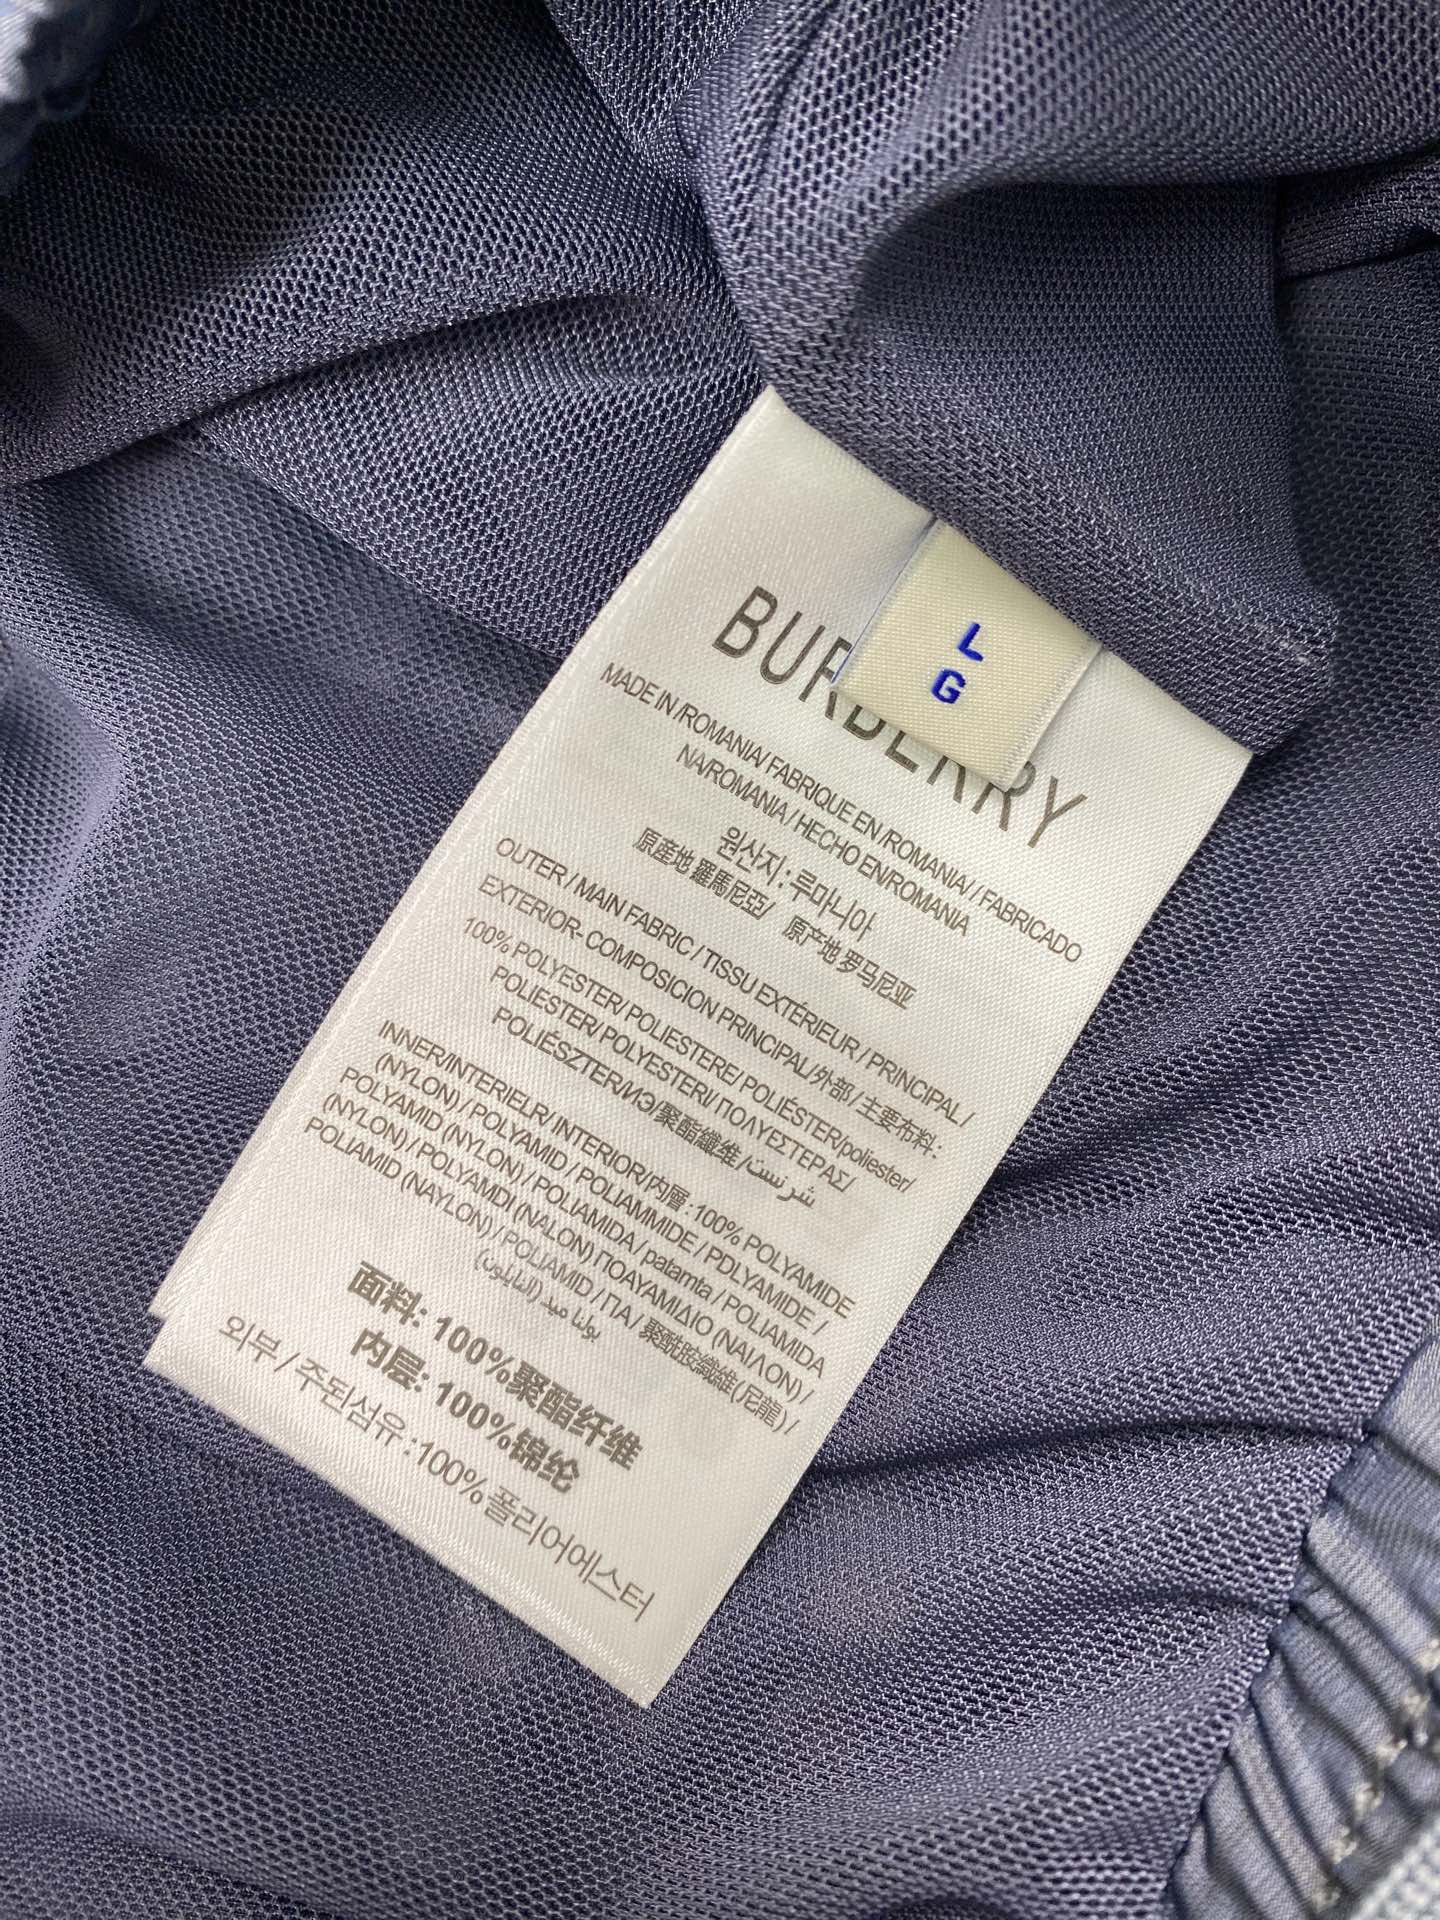 L
G
BURBERRY
MADE IN /ROMANIA/ FABRIQUE EN /ROMANIA/ / FABRICADO
NA/ROMANIA / HECHO EN/ROMANIA
원산지 : 루마니아
原産地 羅馬尼亞/ 原产地 罗马尼亚
OUTER / MAIN FABRIC / TISSU EXTÉRIEUR / PRINCIPAL /
EXTERIOR- COMPOSICION PRINCIPAL/外部 / 主要布料 :
100% POLYESTER/ POLIESTERE/ POLIÉSTER/poliester/
POLIESTER/ POLYESTERI/ ΠΟΛΥΕΣΤΕΡΑΣ/
POLIÉSZTER/ИЭ/聚酯纖維 /شرنست
INNER/INTERIELR/ INTERIOR/内層 : 100% POLYAMIDE
(NYLON) / POLYAMID / POLIAMMIDE / PDLYAMIDE /
POLYAMID (NYLON) / POLIAMIDA / patamta / POLIAMIDA
(NYLON) / POLYAMDI (NALON) ΠΟΑΥΑΜΙΔΙΟ (ΝΑΙΛΟΝ) /
POLIAMID (NAYLON) / POLIAMID / ΠΑ / 聚酰胺纖維 (尼龍) /
面料: 100%聚酯纤维
内层: 100%锦纶
외부 / 주된섬유 :100% 폴리어에스터